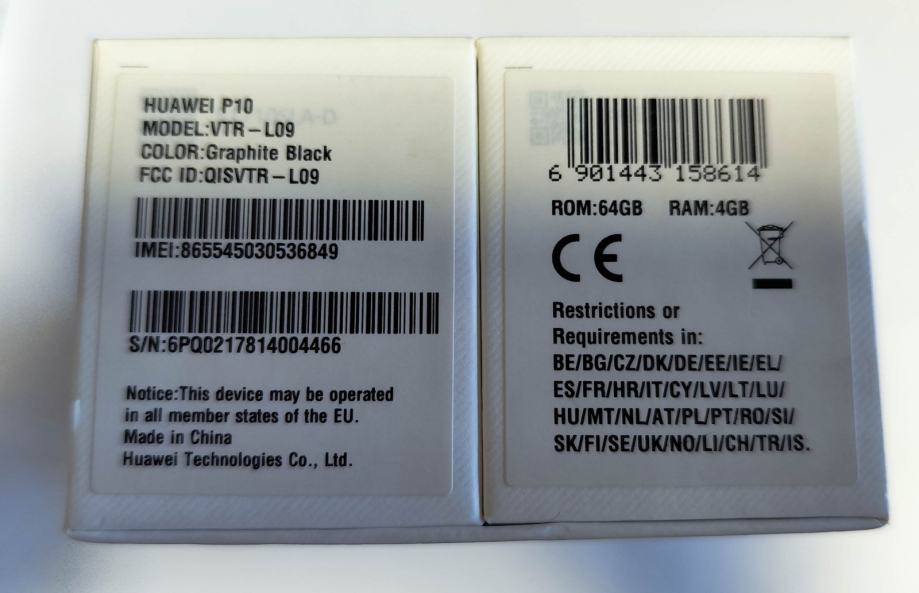 HUAWEI P10
MODEL:VTR-L09
COLOR:Graphite Black
FCC ID:QISVTR-L09
IMEI:865545030536849
S/N:6PQ0217814004466
Notice:This device may be operated
in all member states of the EU.
Made in China
Huawei Technologies Co., Ltd.
6 901443 158614
ROM:64GB RAM:4GB
CE
Restrictions or
Requirements in:
BE/BG/CZ/DK/DE/EE/IE/EL/
ES/FR/HR/IT/CY/LV/LT/LU/
HU/MT/NL/AT/PL/PT/RO/SI/
SK/FI/SE/UK/NO/LI/CH/TR/IS.